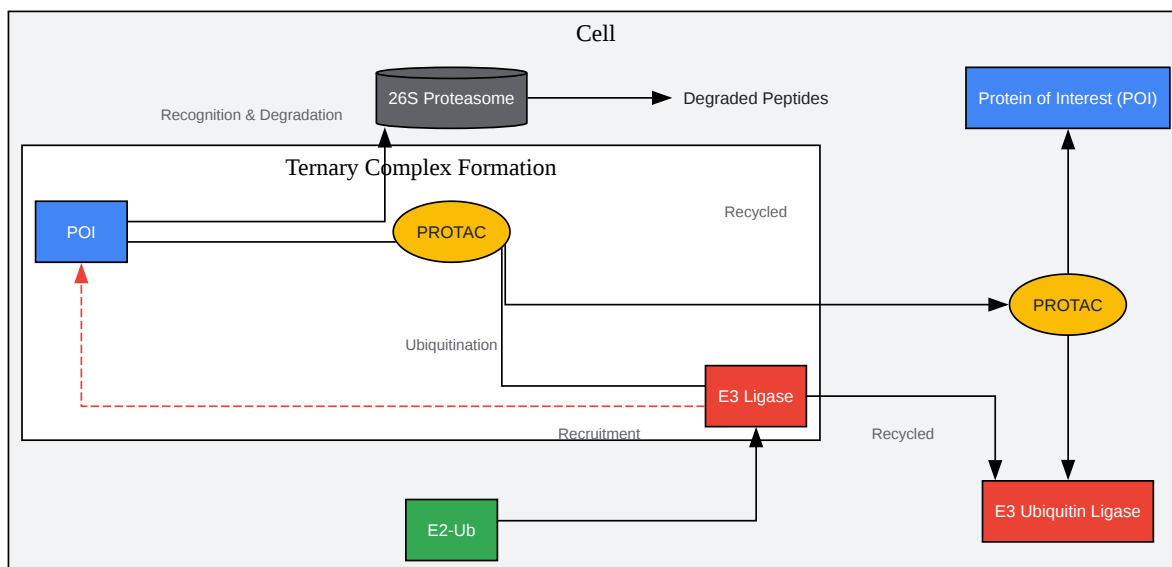 Cell
26S Proteasome
Degraded Peptides
Protein of Interest (POI)
Recognition & Degradation
Ternary Complex Formation
POI
PROTAC
Recycled
PROTAC
Ubiquitination
E3 Ligase
Recruitment
Recycled
E3 Ubiquitin Ligase
E2-Ub